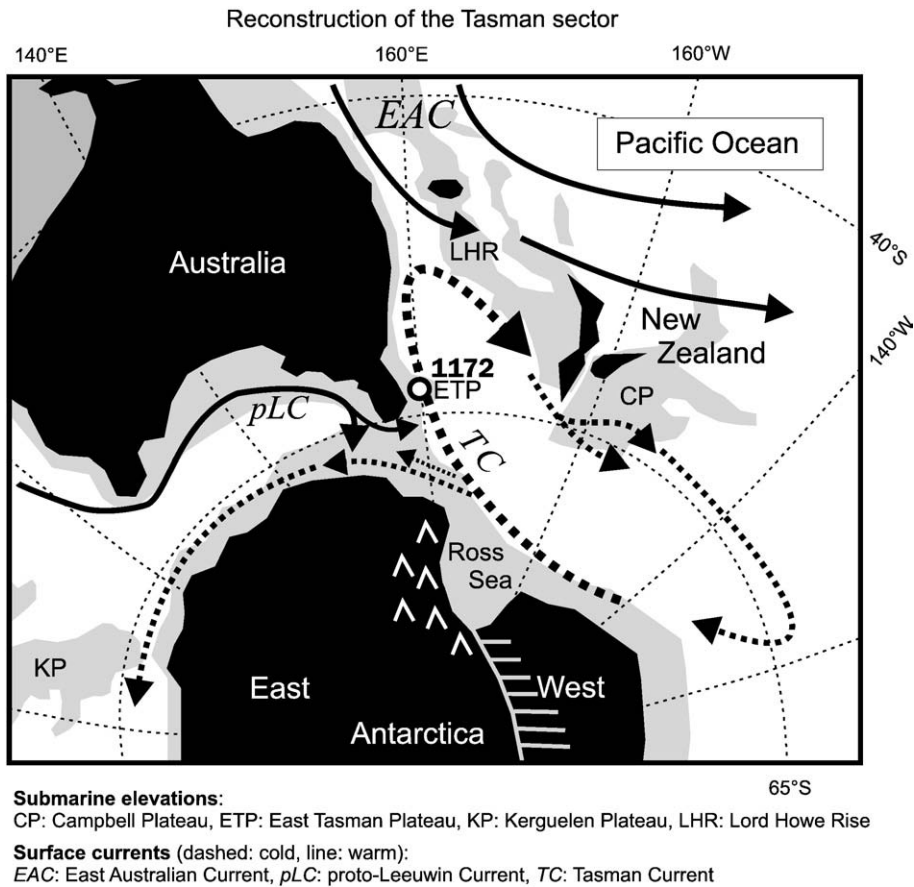 Reconstruction of the Tasman sector
140°E
160°E
160°W
EAC
Pacific Ocean
40°S
LHR
Australia
New
Zealand
140°W
1172
ETP
CP
pLC
TC
Ross
Sea
KP
East
West
Antarctica
65°S
Submarine elevations:
CP: Campbell Plateau, ETP: East Tasman Plateau, KP: Kerguelen Plateau, LHR: Lord Howe Rise
Surface currents (dashed: cold, line: warm):
EAC: East Australian Current, pLC: proto-Leeuwin Current, TC: Tasman Current